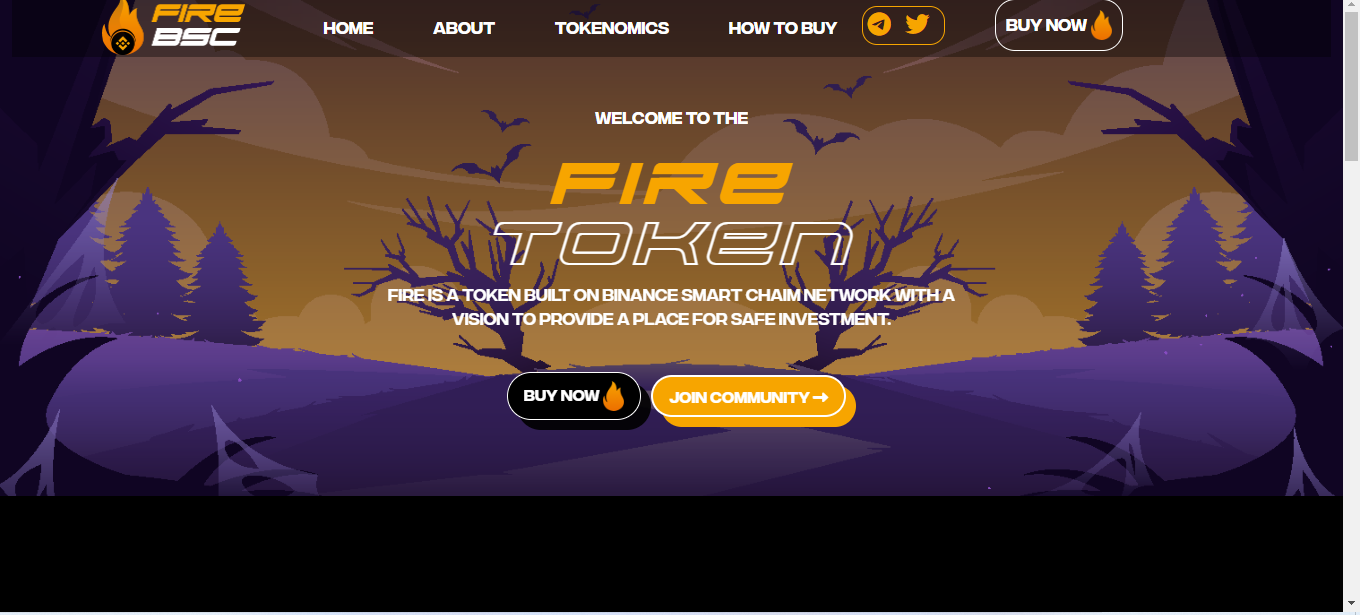 FIRE
BSC
HOME
ABOUT
TOKENOMICS
HOW TO BUY
BUY NOW
WELCOME TO THE
FIRE
TOKEN
FIRE IS A TOKEN BUILT ON BINANCE SMART CHAIM NETWORK WITH A
VISION TO PROVIDE A PLACE FOR SAFE INVESTMENT.
BUY NOW
JOIN COMMUNITY →